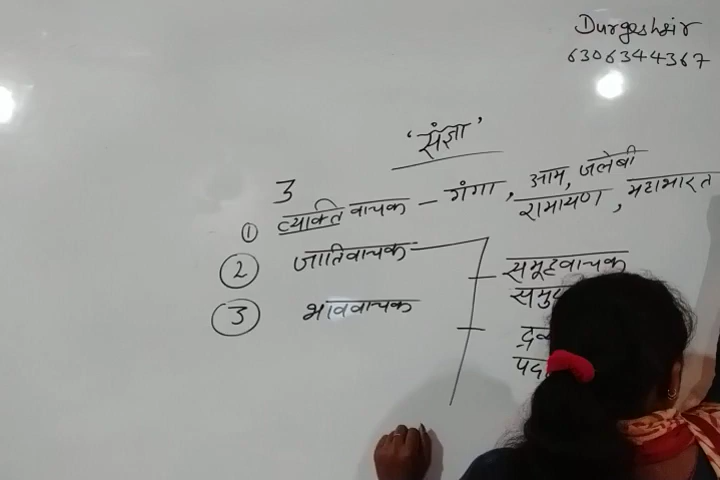 Durgeshsir
6306344367
'संज्ञा'
3
① व्यक्ति वाचक – गंगा, आम, जलेबी
रामायण, महाभारत
② जातिवाचक
समूहवाचक
③ भाववाचक